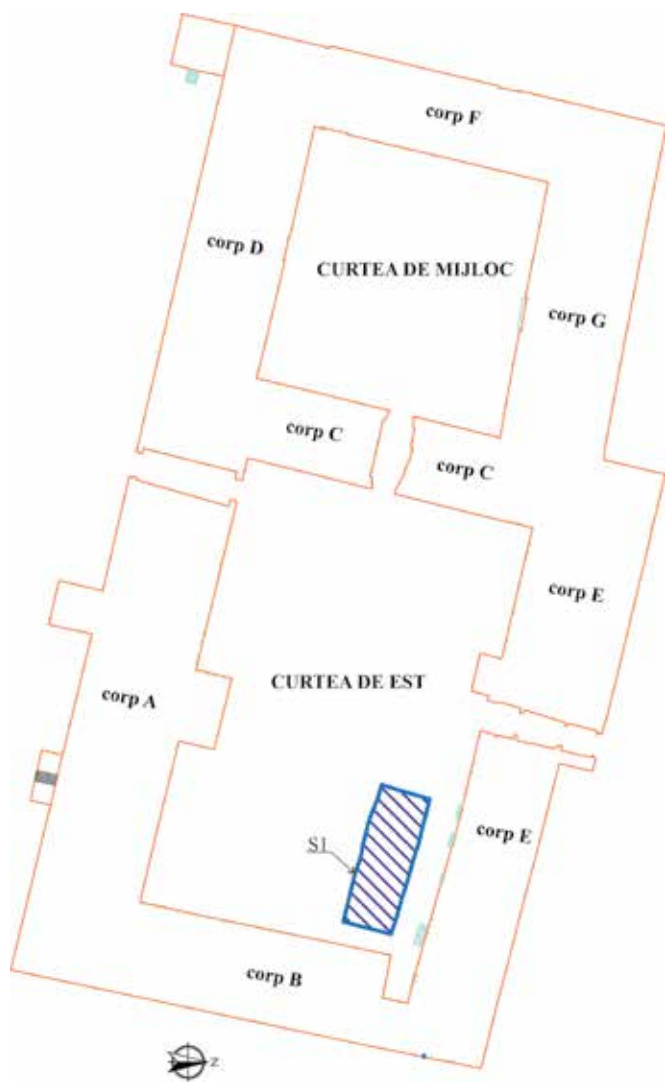 corp F
corp D
CURTEA DE MIJLOC
corp G
corp C
corp C
corp E
CURTEA DE EST
corp A
corp E
S1
corp B
N